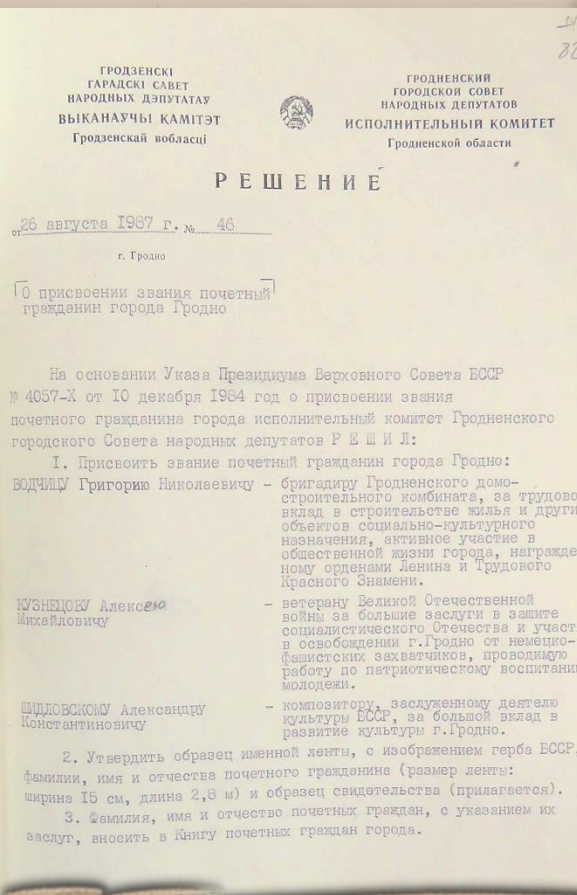 ГРОДЗЕНСКІ
ГАРАДСКІ САВЕТ
НАРОДНЫХ ДЭПУТАТАУ
ВЫКАНАУЧЫ КАМІТЭТ
Гродзенскай вобласці
ГРОДНЕНСКИЙ
ГОРОДСКОЙ СОВЕТ
НАРОДНЫХ ДЕПУТАТОВ
ИСПОЛНИТЕЛЬНЫЙ КОМИТЕТ
Гродненской области
РЕШЕНИЕ
от 26 августа 1987 г. № 46
г. Гродно
О присвоении звания почетный
гражданин города Гродно
На основании Указа Президиума Верховного Совета БССР
№ 4057-X от 10 декабря 1984 год о присвоении звания
почетного гражданина города исполнительный комитет Гродненского
городского Совета народных депутатов Р Е Ш И Л:
1. Присвоить звание почетный гражданин города Гродно:
ВОДЧИЦУ Григорию Николаевичу - бригадиру Гродненского домо-
строительного комбината, за трудово
вклад в строительстве жилья и други
объектов социально-культурного
назначения, активное участие в
общественной жизни города, награжде
ному орденами Ленина и Трудового
Красного Знамени.
КУЗНЕЦОВУ Алексею - ветерану Великой Отечественной
Михайловичу войны за большие заслуги в защите
социалистического Отечества и участ
в освобождении г.Гродно от немецко-
фашистских захватчиков, проводимую
работу по патриотическому воспитани
молодежи.
ШИДЛОВСКОМУ Александру - композитору, заслуженному деятелю
Константиновичу культуры БССР, за большой вклад в
развитие культуры г.Гродно.
2. Утвердить образец именной ленты, с изображением герба БССР,
фамилии, имя и отчества почетного гражданина (размер ленты:
ширина 15 см, длина 2,8 м) и образец свидетельства (прилагается).
3. Фамилия, имя и отчество почетных граждан, с указанием их
заслуг, вносить в Книгу почетных граждан города.